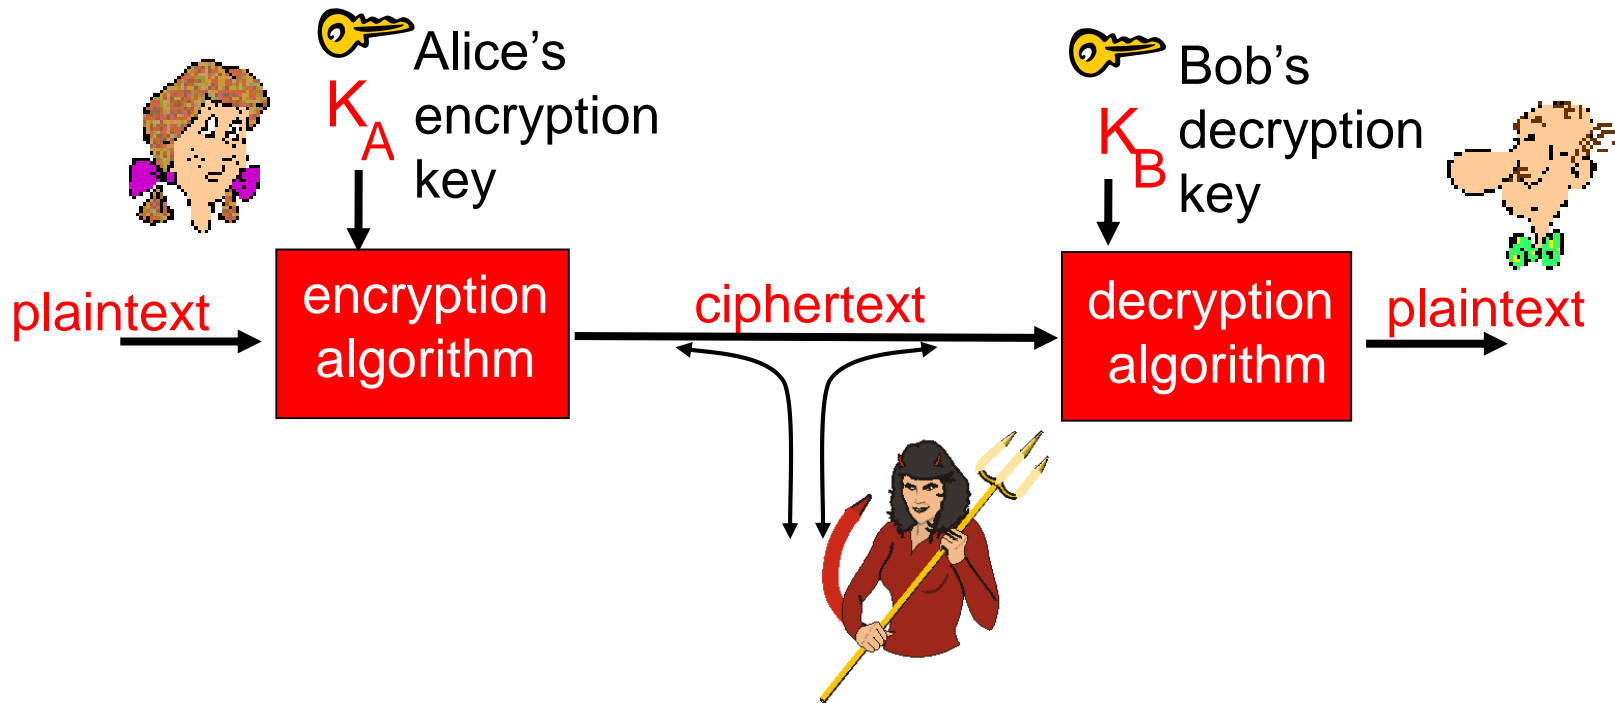 Alice’s
encryption
key
K
A
Bob’s
decryption
key
K
B
plaintext
encryption
algorithm
ciphertext
decryption
algorithm
plaintext